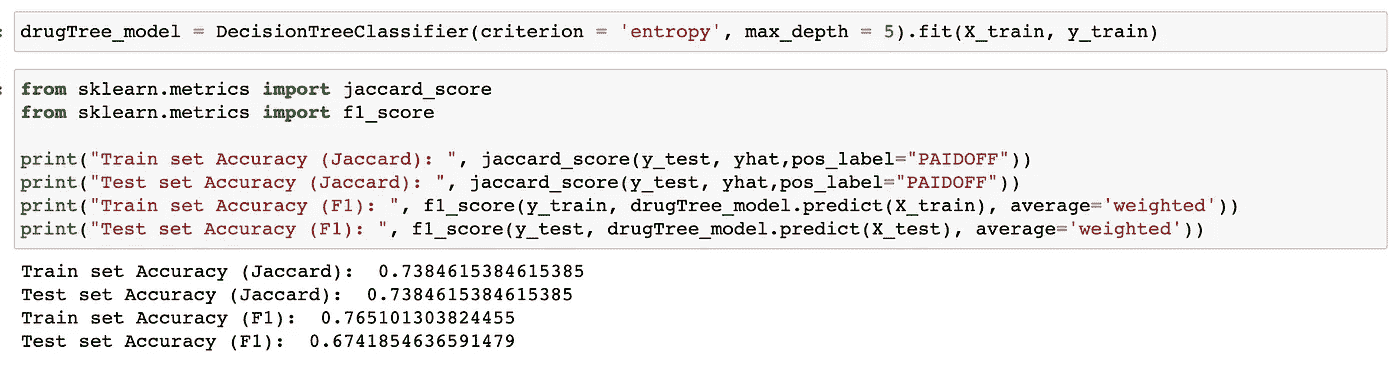 drugTree_model = DecisionTreeClassifier(criterion = 'entropy', max_depth = 5).fit(X_train, y_train)
from sklearn.metrics import jaccard_score
from sklearn.metrics import f1_score
print("Train set Accuracy (Jaccard): ", jaccard_score(y_test, yhat,pos_label="PAIDOFF"))
print("Test set Accuracy (Jaccard): ", jaccard_score(y_test, yhat,pos_label="PAIDOFF"))
print("Train set Accuracy (F1): ", f1_score(y_train, drugTree_model.predict(X_train), average='weighted'))
print("Test set Accuracy (F1): ", f1_score(y_test, drugTree_model.predict(X_test), average='weighted'))
Train set Accuracy (Jaccard):  0.7384615384615385
Test set Accuracy (Jaccard):  0.7384615384615385
Train set Accuracy (F1):  0.765101303824455
Test set Accuracy (F1):  0.6741854636591479